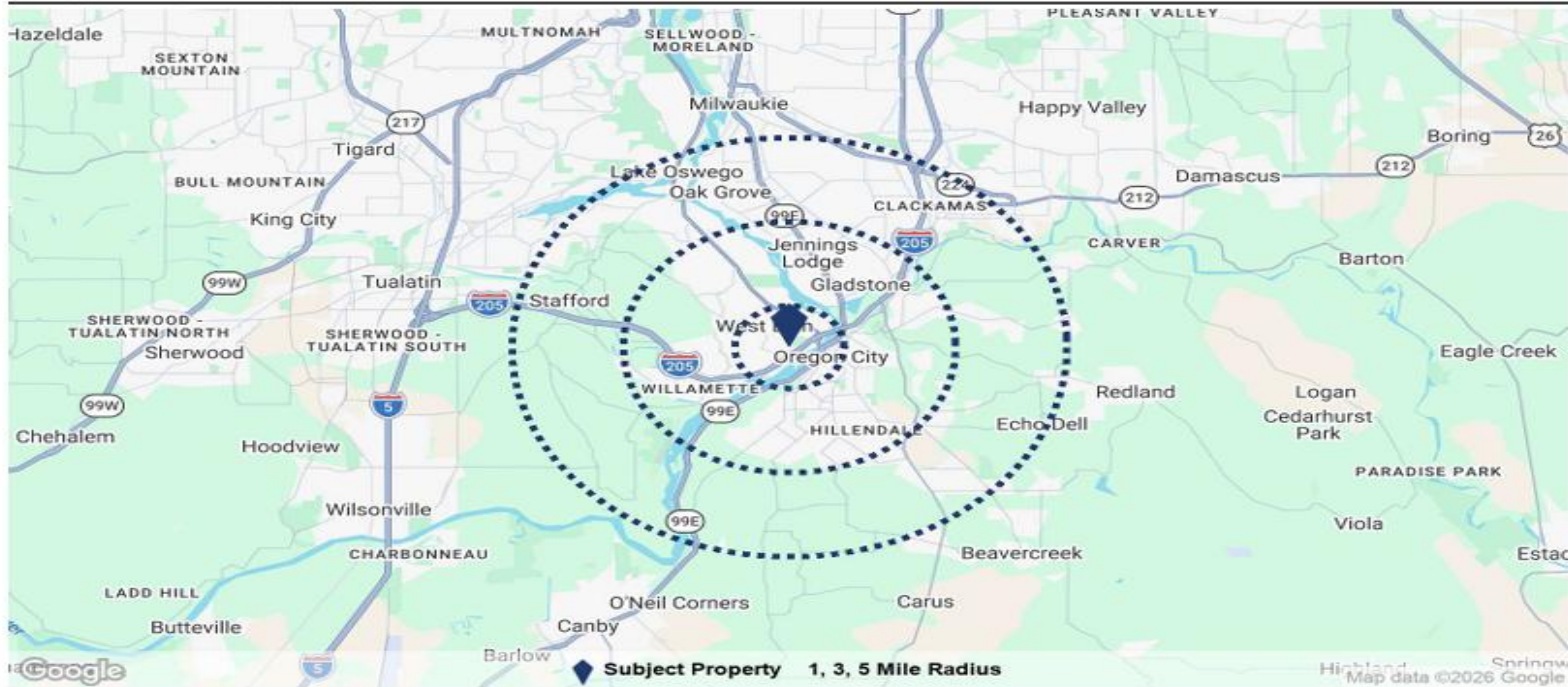 PLEASANT VALLEY
Hazeldale
MULTNOMAH
SELLWOOD -
MORELAND
SEXTON
MOUNTAIN
Milwaukie
Happy Valley
217
Tigard
Boring
26
212
Lake Oswego
Oak Grove
224
Damascus
BULL MOUNTAIN
212
CLACKAMAS
King City
99E
205
Jennings
Lodge
CARVER
Barton
Tualatin
99W
Gladstone
205
Stafford
SHERWOOD -
TUALATIN NORTH
SHERWOOD -
TUALATIN SOUTH
Sherwood
West Linn
Oregon City
Eagle Creek
205
WILLAMETTE
Redland
Logan
99W
5
99E
Cedarhurst
Park
Chehalem
Hoodview
HILLENDALE
Echo Dell
PARADISE PARK
Wilsonville
99E
Viola
CHARBONNEAU
Beavercreek
LADD HILL
O'Neil Corners
Carus
Butteville
Canby
Barlow
5
Google
Subject Property 1, 3, 5 Mile Radius
Map data ©2026 Google